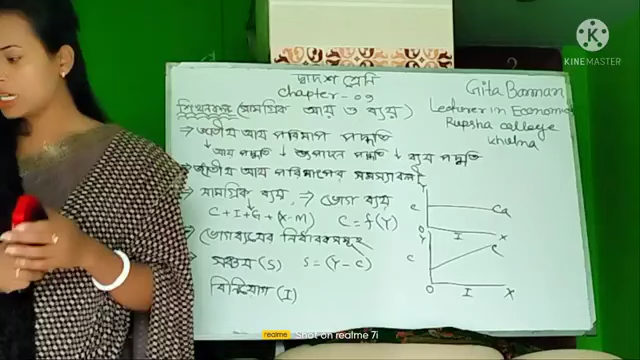 দ্বাদশ শ্রেণি
Chapter - 09
শিখনফল (সামগ্রিক আয় ও ব্যয়)
⇒ জাতীয় আয় পরিমাপ পদ্ধতি
↓ আয় পদ্ধতি ↓ উৎপাদন পদ্ধতি ↓ ব্যয় পদ্ধতি
⇒ জাতীয় আয় পরিমাপের সমস্যাবলী
⇒ সামগ্রিক ব্যয়, ⇒ ভোগ ব্যয়
C + I + G + (X - M) C = f(Y)
⇒ ভোগব্যয়ের নির্ধারকসমূহ
সঞ্চয় (S) S = (Y - C)
বিনিয়োগ (I)
Gita Barman
Lecturer in Economics
Rupsha college
Khulna
Y
C
O I X
Y
C
O I X
KINEMASTER
realme Shot on realme 7i